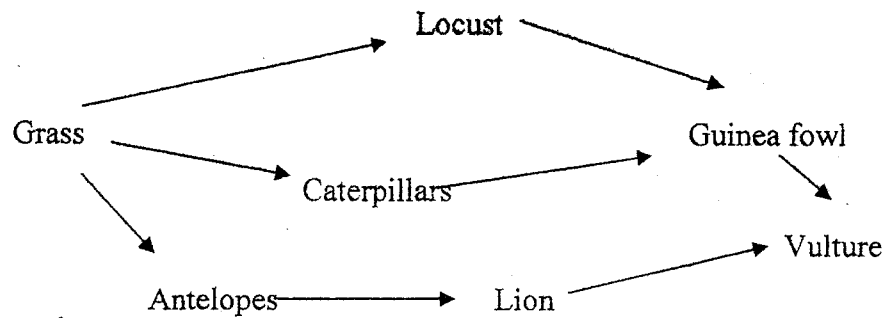 Locust
Grass
Guinea fowl
Caterpillars
Vulture
Antelopes
Lion